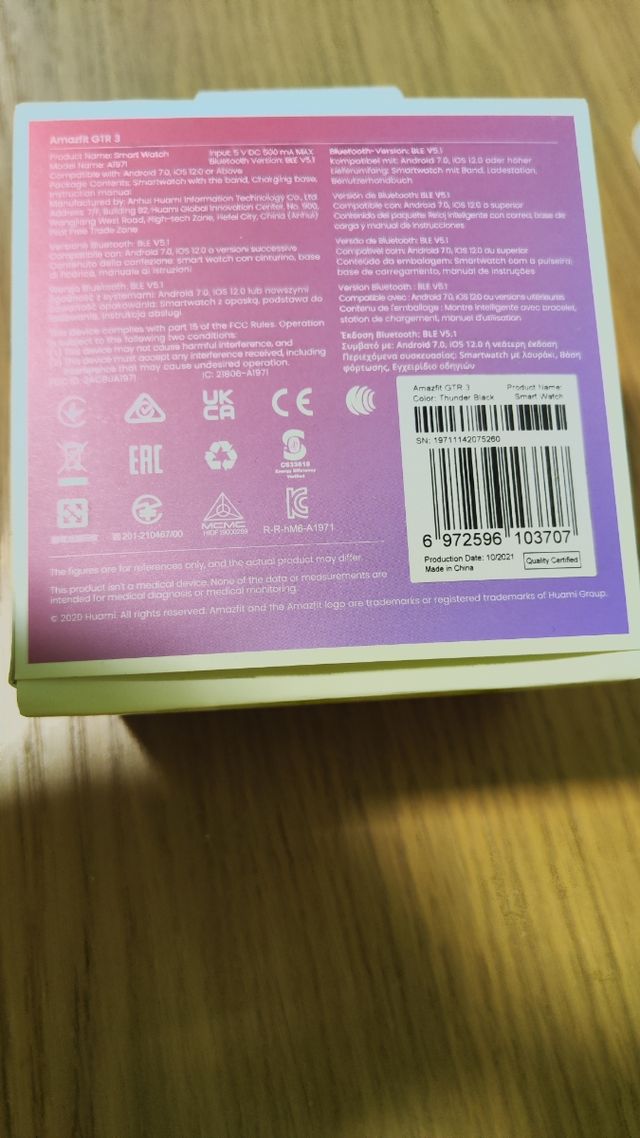 Amazfit GTR 3
Product Name: Smart Watch
Input: 5 V DC 500 mA MAX
Model Name: A1971
Bluetooth Version: BLE V5.1
Compatible with: Android 7.0, iOS 12.0 or Above
Package Contents: Smartwatch with the band, Charging base,
Instruction manual
Manufactured by: Anhui Huami Information Technology Co., Ltd.
Address: 7/F, Building B2, Huami Global Innovation Center, No. 900,
Wangjiang West Road, High-tech Zone, Hefei City, China (Anhui)
Pilot Free Trade Zone
Versione Bluetooth: BLE V5.1
Compatibile con: Android 7.0, iOS 12.0 o versioni successive
Contenuto della confezione: smart watch con cinturino, base
di ricarica, manuale di istruzioni
Wersja Bluetooth: BLE V5.1
Zgodność z systemami: Android 7.0, iOS 12.0 lub nowszymi
Zawartość opakowania: Smartwatch z opaską, podstawa do
ładowania, instrukcja obsługi
This device complies with part 15 of the FCC Rules. Operation
is subject to the following two conditions:
(1) this device may not cause harmful interference, and
(2) this device must accept any interference received, including
interference that may cause undesired operation.
FCC ID: 2AC8UA1971
IC: 21806-A1971
Bluetooth-Version: BLE V5.1
Kompatibel mit: Android 7.0, iOS 12.0 oder höher
Lieferumfang: Smartwatch mit Band, Ladestation,
Benutzerhandbuch
Versión de Bluetooth: BLE V5.1
Compatible con: Android 7.0, iOS 12.0 o superior
Contenido del paquete: Reloj inteligente con correa, base de
carga y manual de instrucciones
Versão de Bluetooth: BLE V5.1
Compatível com: Android 7.0, iOS 12.0 ou superior
Conteúdo da embalagem: Smartwatch com a pulseira,
base de carregamento, manual de instruções
Version Bluetooth : BLE V5.1
Compatible avec : Android 7.0, iOS 12.0 ou versions ultérieures
Contenu de l'emballage : Montre intelligente avec bracelet,
station de chargement, manuel d'utilisation
Έκδοση Bluetooth: BLE V5.1
Συμβατό με: Android 7.0, iOS 12.0 ή νεότερη έκδοση
Περιεχόμενα συσκευασίας: Smartwatch με λουράκι, Βάση
φόρτωσης, Εγχειρίδιο οδηγιών
UK
CA
CE
EAC
CS33618
Energy Efficiency
Verified
201-210467/00
MCMC
HIDF15000259
R-R-hM6-A1971
Amazfit GTR 3
Product Name:
Color: Thunder Black
Smart Watch
SN: 19711142075260
6 972596 103707
Production Date: 10/2021
Made in China
Quality Certified
The figures are for references only, and the actual product may differ.
This product isn't a medical device. None of the data or measurements are
intended for medical diagnosis or medical monitoring.
© 2020 Huami. All rights reserved. Amazfit and the Amazfit logo are trademarks or registered trademarks of Huami Group.